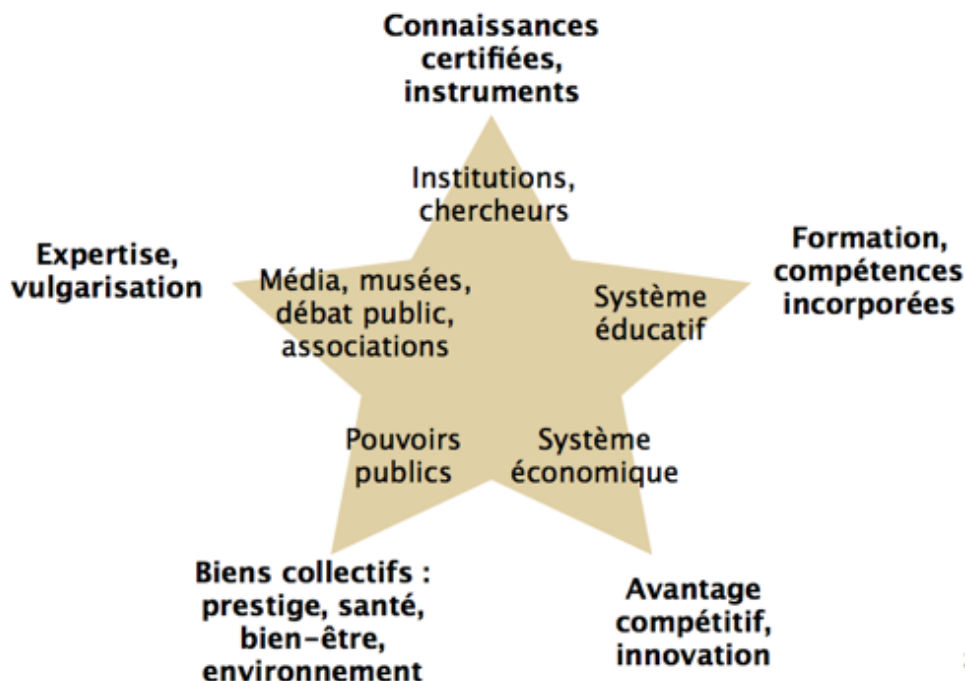 Connaissances
certifiées,
instruments
Institutions,
chercheurs
Expertise,
vulgarisation
Média, musées,
débat public,
associations
Système
éducatif
Formation,
compétences
incorporées
Pouvoirs
publics
Système
économique
Biens collectifs :
prestige, santé,
bien-être,
environnement
Avantage
compétitif,
innovation